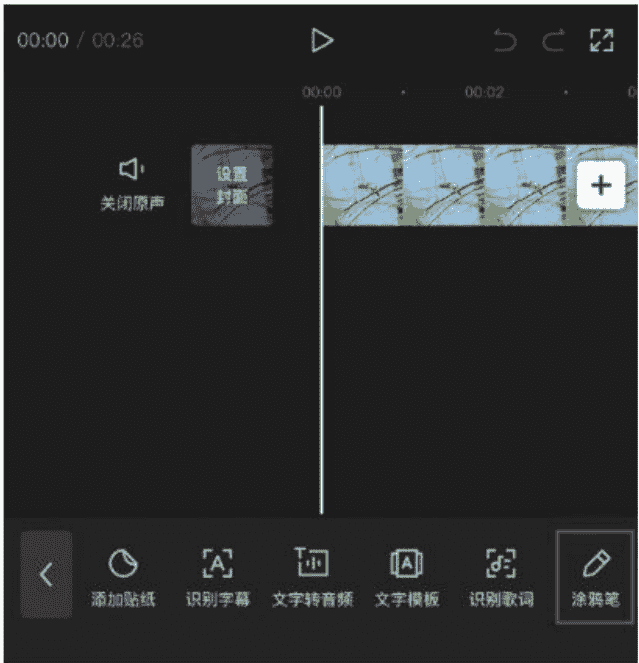 00:00 / 00:26
00:00 00:02
关闭原声
设置
封面
添加贴纸 识别字幕 文字转音频 文字模板 识别歌词 涂鸦笔